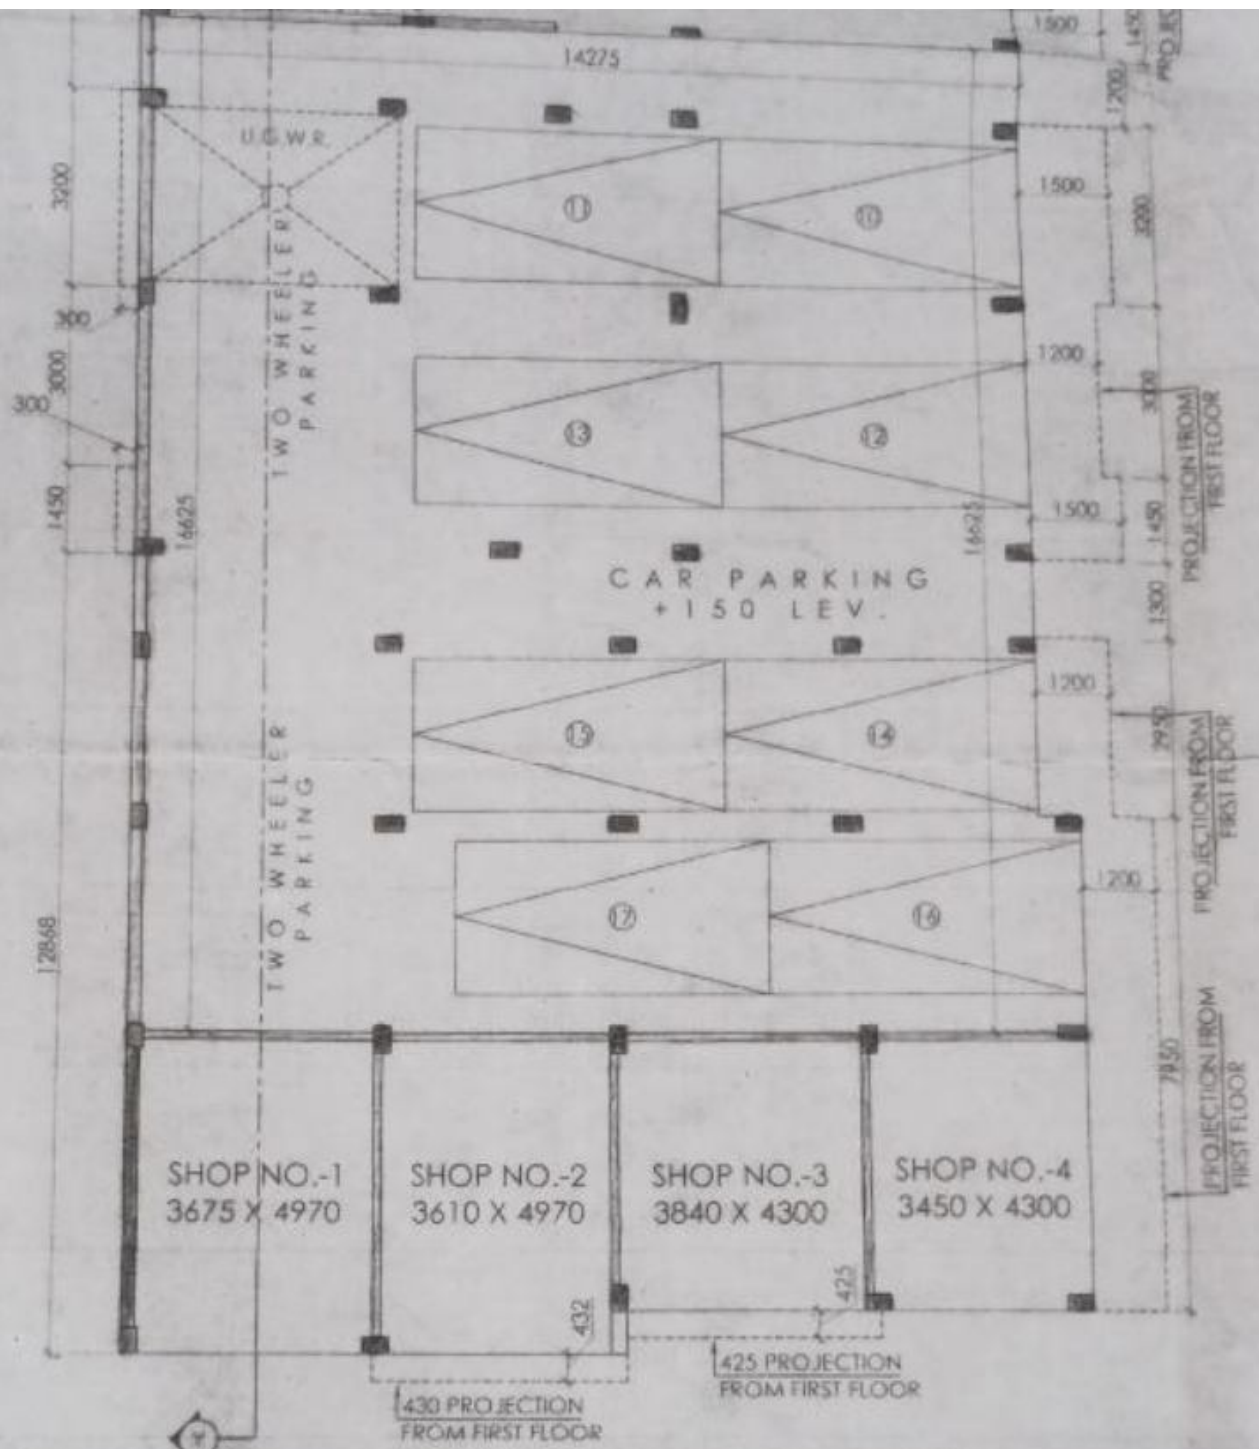 1500
1450
PROJE
14275
1200
U.G.W.R.
3200
11
10
1500
3200
300
TWO WHEELER
PARKING
1200
3000
300
3000
13
12
PROJECTION FROM
FIRST FLOOR
1450
16625
16625
1500
1450
CAR PARKING
+150 LEV.
1300
1200
15
14
2950
PROJECTION FROM
FIRST FLOOR
TWO WHEELER
PARKING
1200
17
16
12868
PROJECTION FROM
FIRST FLOOR
7950
SHOP NO.-1
3675 X 4970
SHOP NO.-2
3610 X 4970
SHOP NO.-3
3840 X 4300
SHOP NO.-4
3450 X 4300
425
432
425 PROJECTION
FROM FIRST FLOOR
430 PROJECTION
FROM FIRST FLOOR